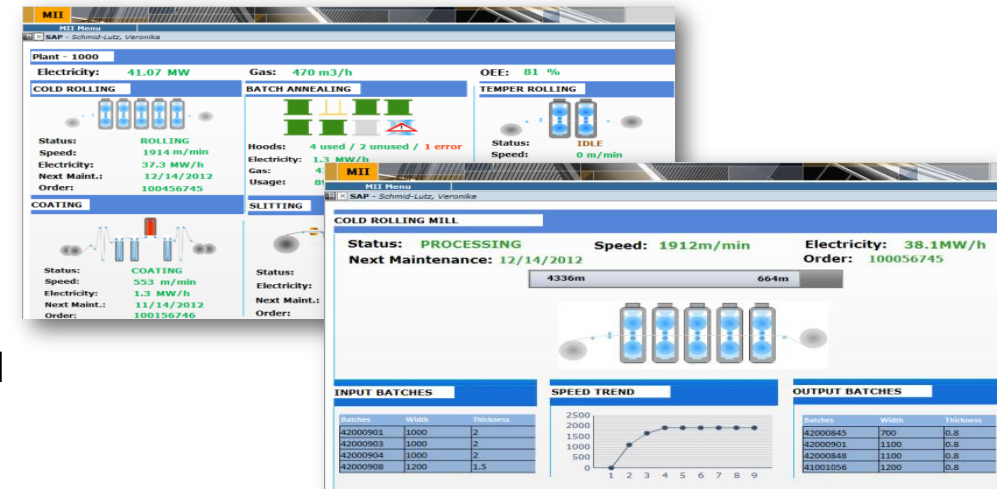 MII
MII Menu
SAP - Schmid-Lutz, Veronika
Plant - 1000
Electricity: 41.07 MW Gas: 470 m3/h OEE: 81 %
COLD ROLLING BATCH ANNEALING TEMPER ROLLING
Status: ROLLING
Speed: 1914 m/min
Electricity: 37.3 MW/h
Next Maint.: 12/14/2012
Order: 100456745
Hoods: 4 used / 2 unused / 1 error
Electricity: 1.3 MW/h
Gas:
Usage:
Status: IDLE
Speed: 0 m/min
COATING SLITTING
Status: COATING
Speed: 553 m/min
Electricity: 1.3 MW/h
Next Maint.: 11/14/2012
Order: 100156746
Status:
Electricity:
Next Maint.:
Order:
MII
MII Menu
SAP - Schmid-Lutz, Veronika
COLD ROLLING MILL
Status: PROCESSING Speed: 1912m/min Electricity: 38.1MW/h
Next Maintenance: 12/14/2012 Order: 100056745
4336m 664m
INPUT BATCHES
Batches Width Thickness
42000901 1000 2
42000903 1000 2
42000904 1000 2
42000908 1200 1.5
SPEED TREND
2500
2000
1500
1000
500
0
1 2 3 4 5 6 7 8 9
OUTPUT BATCHES
Batches Width Thickness
42000845 700 0.8
42000901 1100 0.8
42000848 1100 0.8
41001056 1200 0.8